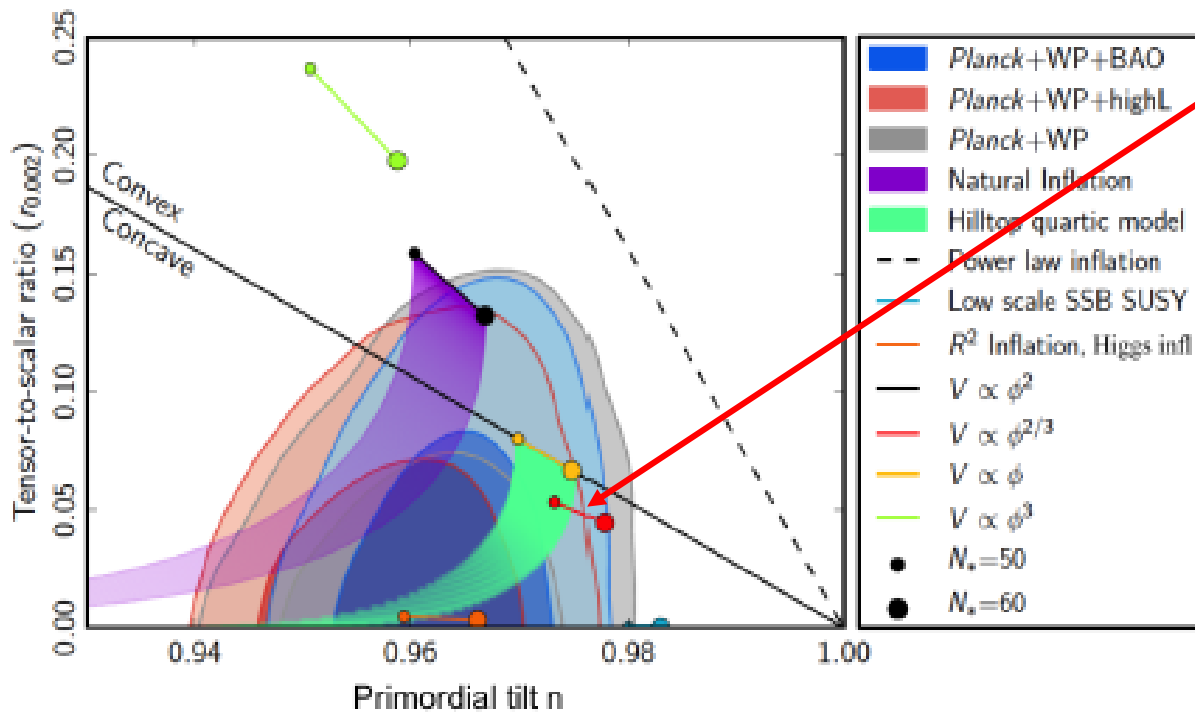 0.25
0.20
0.15
0.10
0.05
0.00
Tensor-to-scalar ratio (r0.002)
Convex
Concave
0.94
0.96
0.98
1.00
Primordial tilt n
Planck+WP+BAO
Planck+WP+highL
Planck+WP
Natural Inflation
Hilltop quartic model
Power law inflation
Low scale SSB SUSY
R² Inflation, Higgs infl
V ∝ ϕ²
V ∝ ϕ²/³
V ∝ ϕ
V ∝ ϕ³
N*=50
N*=60